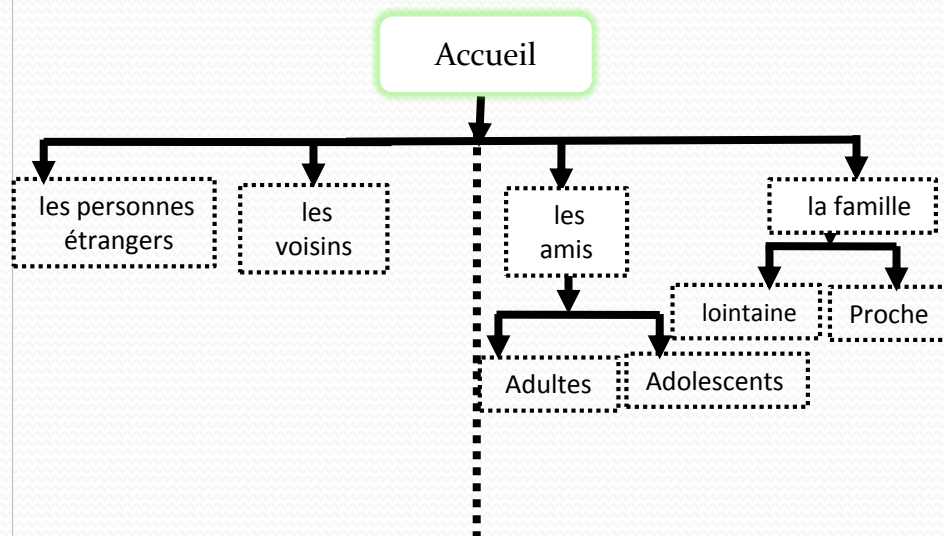 Accueil
les personnes
étrangers
les
voisins
les
amis
la famille
lointaine
Proche
Adultes
Adolescents